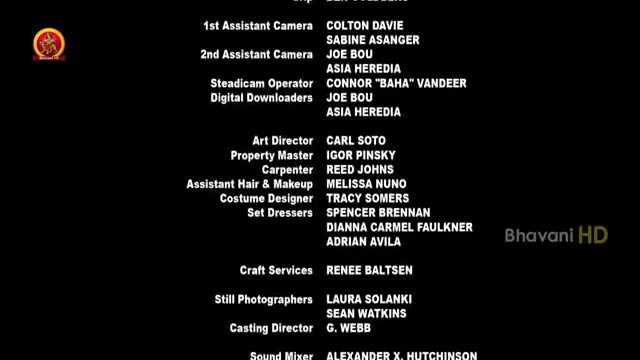 1st Assistant Camera COLTON DAVIE
SABINE ASANGER
2nd Assistant Camera JOE BOU
ASIA HEREDIA
Steadicam Operator CONNOR "BAHA" VANDEER
Digital Downloaders JOE BOU
ASIA HEREDIA
Art Director CARL SOTO
Property Master IGOR PINSKY
Carpenter REED JOHNS
Assistant Hair & Makeup MELISSA NUNO
Costume Designer TRACY SOMERS
Set Dressers SPENCER BRENNAN
DIANNA CARMEL FAULKNER
ADRIAN AVILA
Craft Services RENEE BALTSEN
Still Photographers LAURA SOLANKI
SEAN WATKINS
Casting Director G. WEBB
Sound Mixer ALEXANDER X. HUTCHINSON
Bhavani HD
Bhavani HD